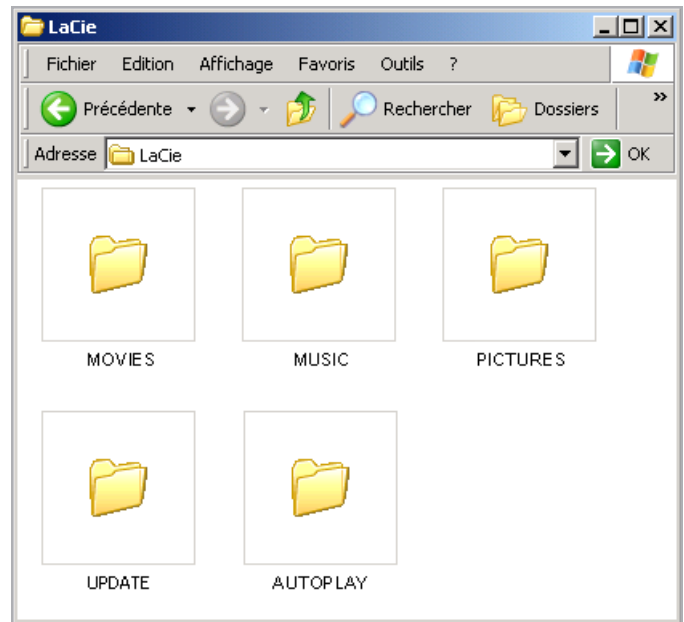 LaCie
Fichier Edition Affichage Favoris Outils ?
Précédente Rechercher Dossiers »
Adresse LaCie OK
MOVIES MUSIC PICTURES
UPDATE AUTOPLAY